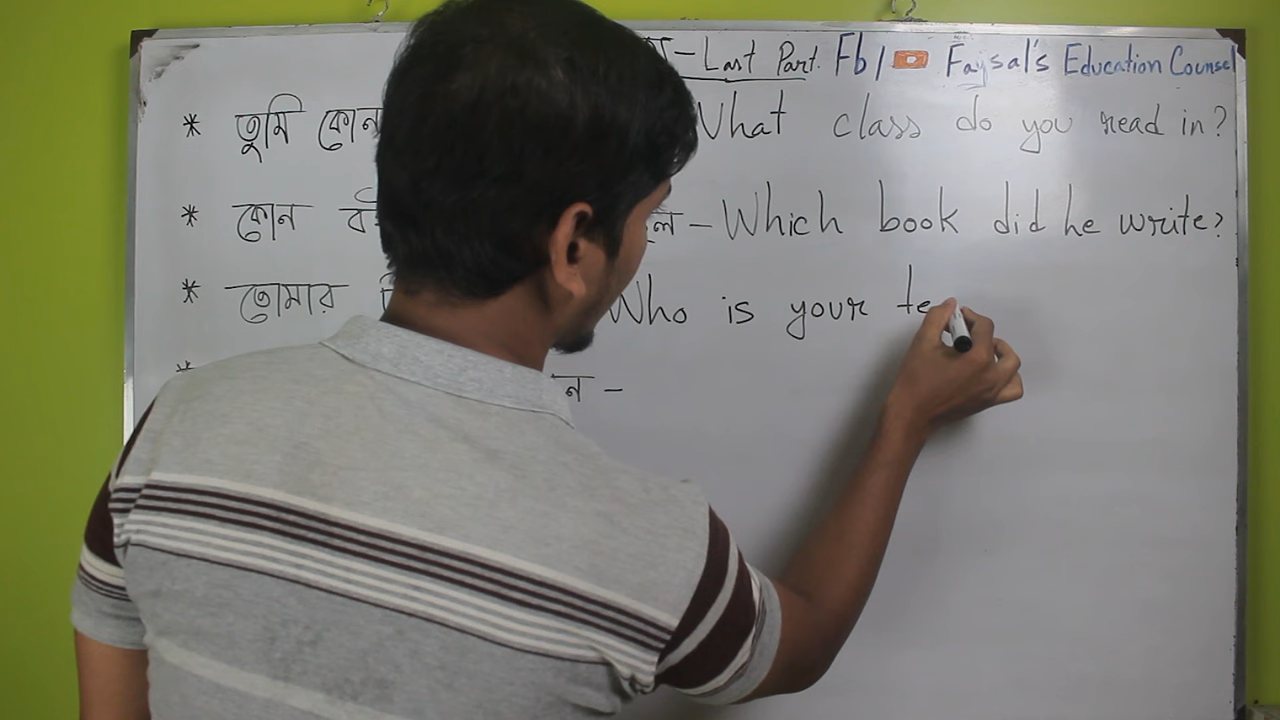 – Last Part. Fb / Faysal's Education Counsel
* তুমি কোন What class do you read in?
* কোন – Which book did he write?
* তোমার Who is your te
* –